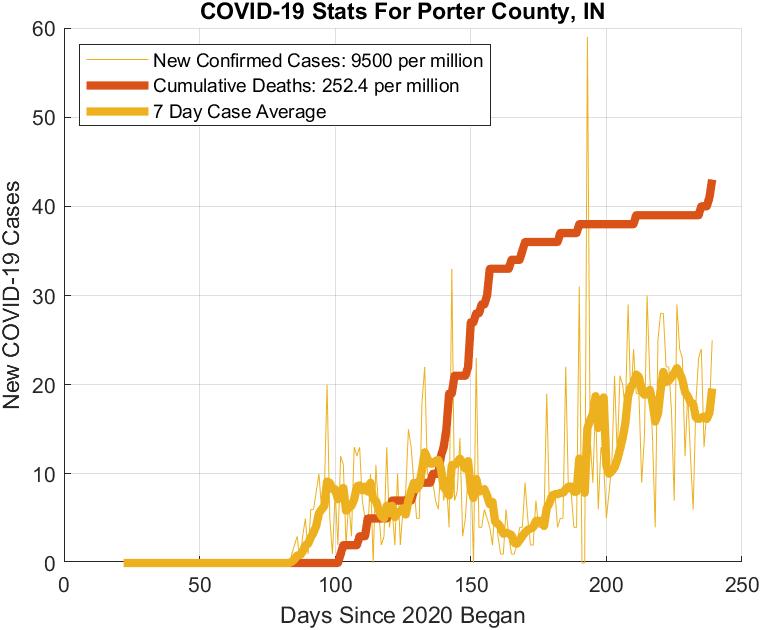 COVID-19 Stats For Porter County, IN
New Confirmed Cases: 9500 per million
Cumulative Deaths: 252.4 per million
7 Day Case Average
New COVID-19 Cases
60
50
40
30
20
10
0
0 50 100 150 200 250
Days Since 2020 Began